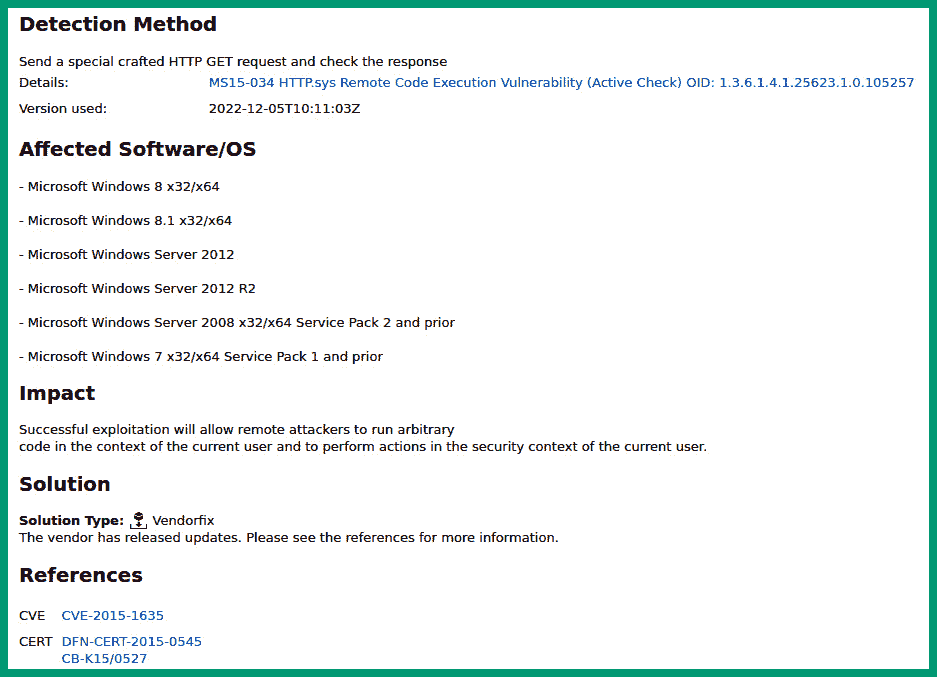 Detection Method
Send a special crafted HTTP GET request and check the response
Details: MS15-034 HTTP.sys Remote Code Execution Vulnerability (Active Check) OID: 1.3.6.1.4.1.25623.1.0.105257
Version used: 2022-12-05T10:11:03Z
Affected Software/OS
- Microsoft Windows 8 x32/x64
- Microsoft Windows 8.1 x32/x64
- Microsoft Windows Server 2012
- Microsoft Windows Server 2012 R2
- Microsoft Windows Server 2008 x32/x64 Service Pack 2 and prior
- Microsoft Windows 7 x32/x64 Service Pack 1 and prior
Impact
Successful exploitation will allow remote attackers to run arbitrary
code in the context of the current user and to perform actions in the security context of the current user.
Solution
Solution Type: Vendorfix
The vendor has released updates. Please see the references for more information.
References
CVE CVE-2015-1635
CERT DFN-CERT-2015-0545
CB-K15/0527